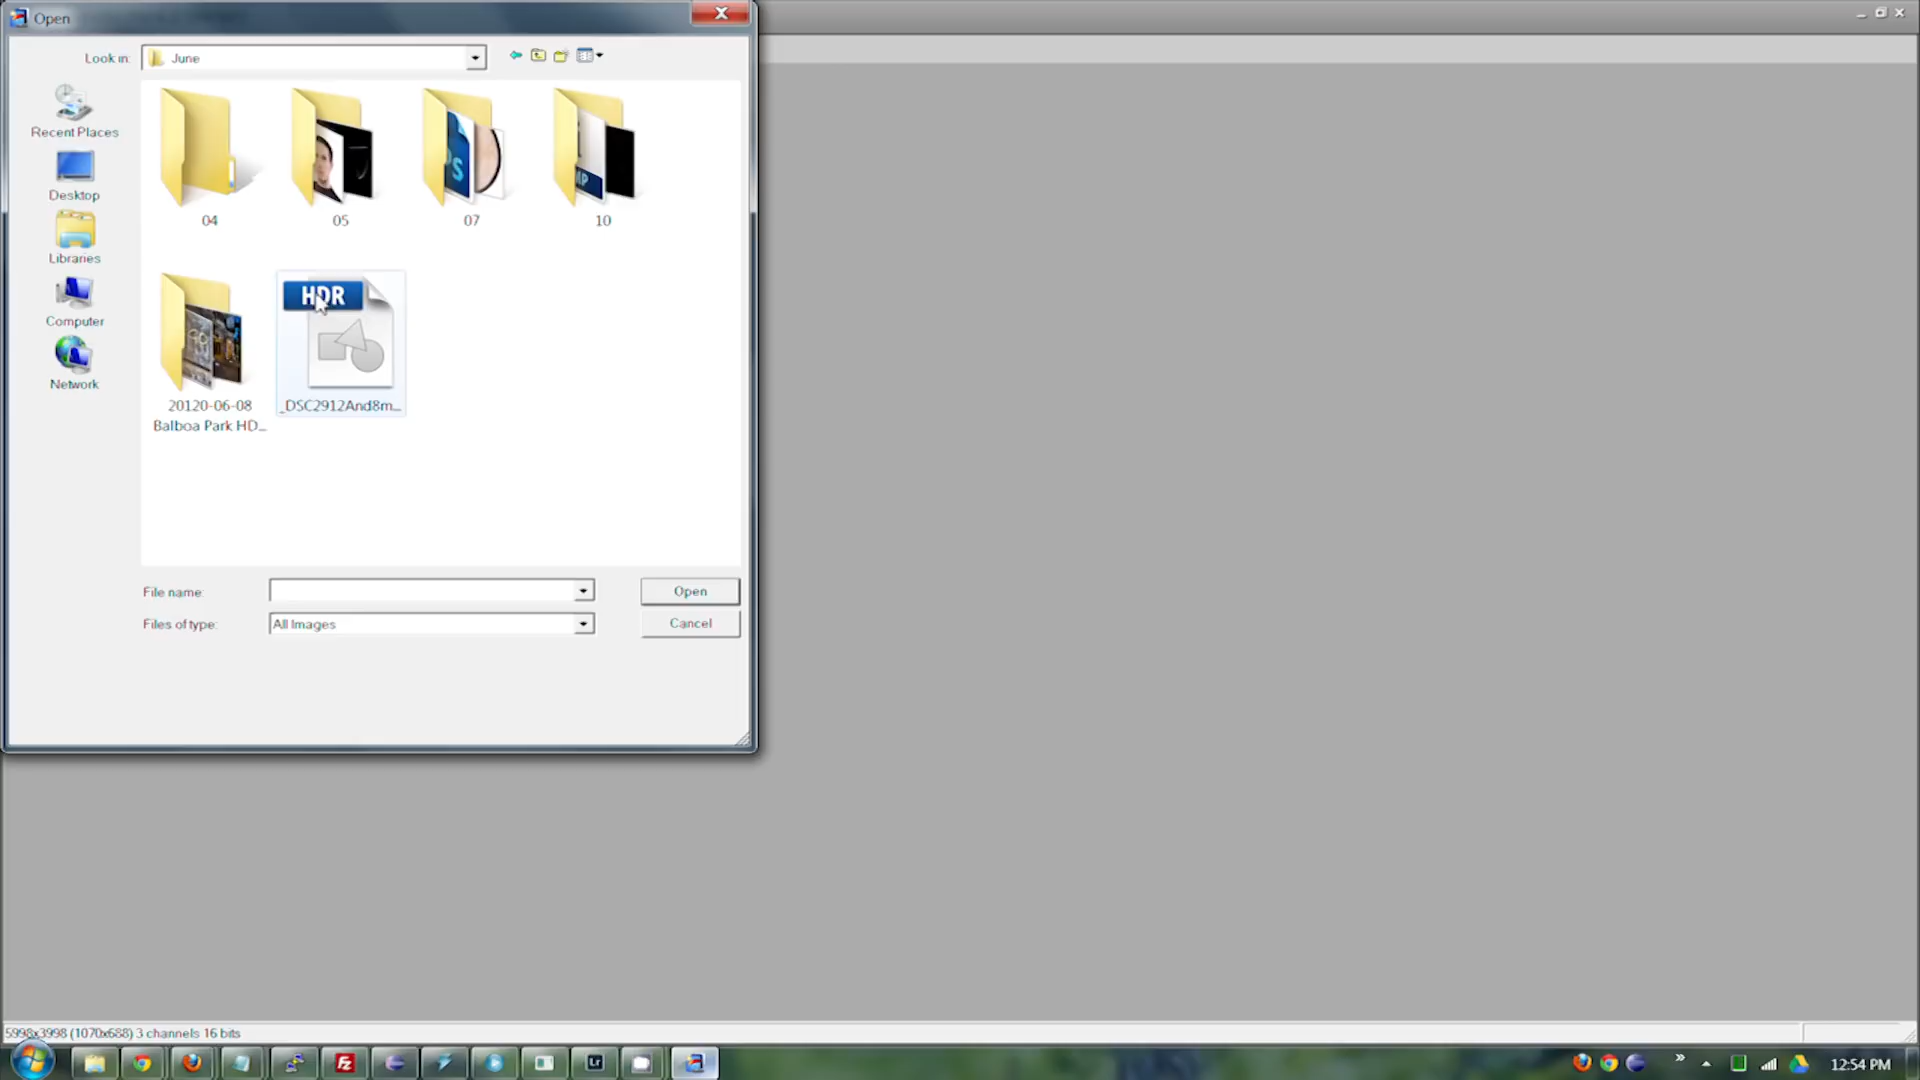 Open
Look in:
June
Recent Places
Desktop
Libraries
Computer
Network
04
05
07
10
20120-06-08
Balboa Park HD...
HDR
_DSC2912And8m...
File name:
Open
Files of type:
All Images
Cancel
5998x3998 (1070x688) 3 channels 16 bits
Fz
Lr
12:54 PM